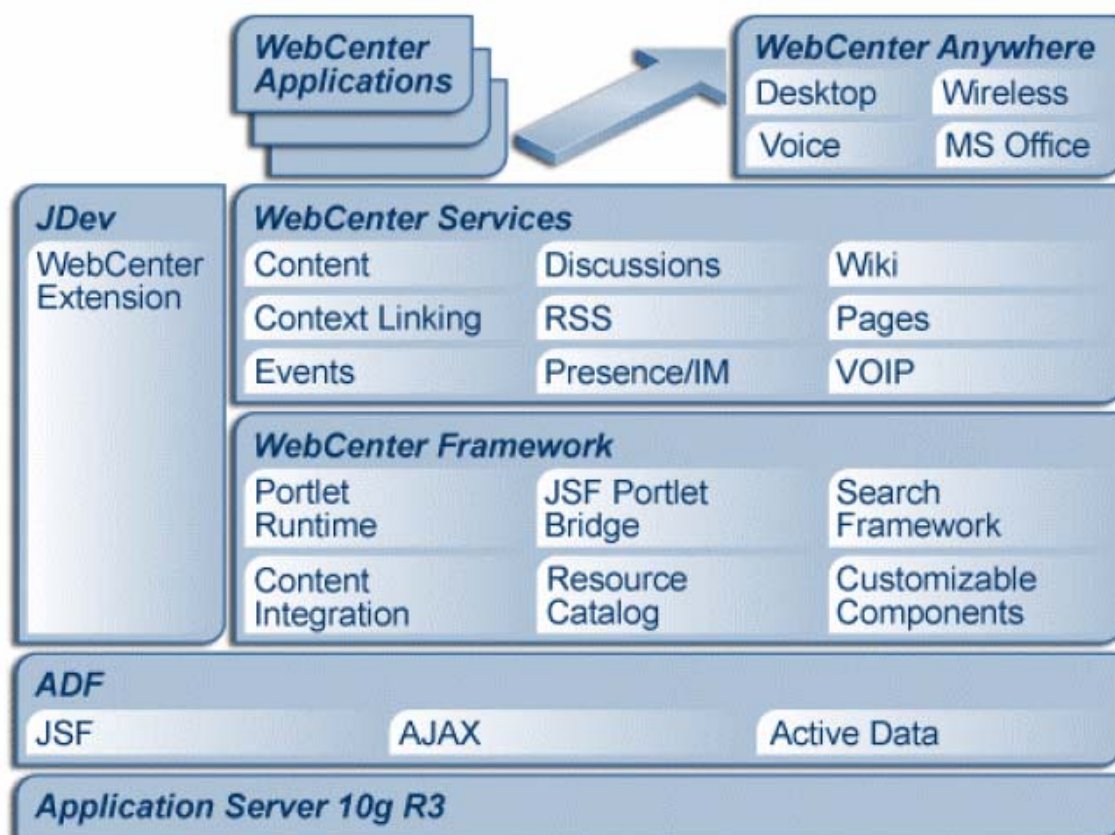 WebCenter
Applications
WebCenter Anywhere
Desktop
Wireless
Voice
MS Office
JDev
WebCenter
Extension
WebCenter Services
Content
Discussions
Wiki
Context Linking
RSS
Pages
Events
Presence/IM
VOIP
WebCenter Framework
Portlet
Runtime
JSF Portlet
Bridge
Search
Framework
Content
Integration
Resource
Catalog
Customizable
Components
ADF
JSF
AJAX
Active Data
Application Server 10g R3